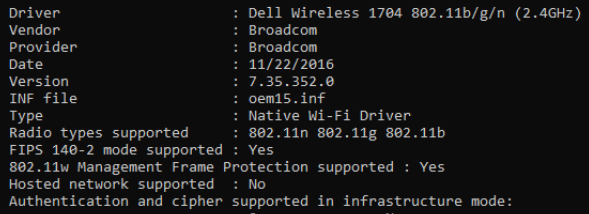 Driver : Dell Wireless 1704 802.11b/g/n (2.4GHz)
Vendor : Broadcom
Provider : Broadcom
Date : 11/22/2016
Version : 7.35.352.0
INF file : oem15.inf
Type : Native Wi-Fi Driver
Radio types supported : 802.11n 802.11g 802.11b
FIPS 140-2 mode supported : Yes
802.11w Management Frame Protection supported : Yes
Hosted network supported : No
Authentication and cipher supported in infrastructure mode: